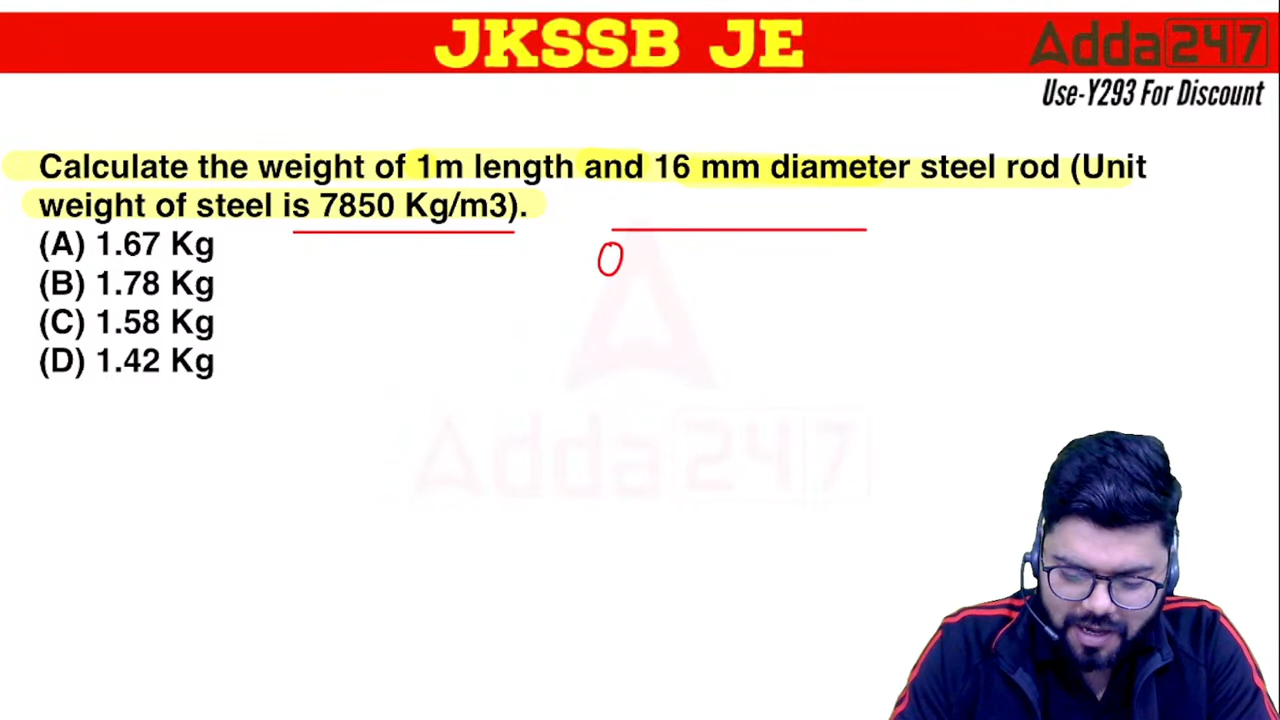 JKSSB JE
Adda247
Use-Y293 For Discount
Calculate the weight of 1m length and 16 mm diameter steel rod (Unit
weight of steel is 7850 Kg/m3).
(A) 1.67 Kg
(B) 1.78 Kg
(C) 1.58 Kg
(D) 1.42 Kg
0
Adda247